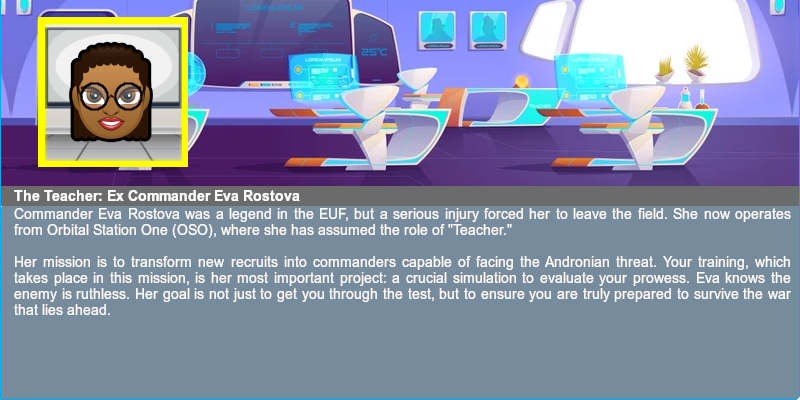 LOREM IPSUM
25°C
LOREM IPSUM
LOREM IPSUM
TEACHER
The Teacher: Ex Commander Eva Rostova
Commander Eva Rostova was a legend in the EUF, but a serious injury forced her to leave the field. She now operates
from Orbital Station One (OSO), where she has assumed the role of "Teacher."
Her mission is to transform new recruits into commanders capable of facing the Andronian threat. Your training, which
takes place in this mission, is her most important project: a crucial simulation to evaluate your prowess. Eva knows the
enemy is ruthless. Her goal is not just to get you through the test, but to ensure you are truly prepared to survive the war
that lies ahead.